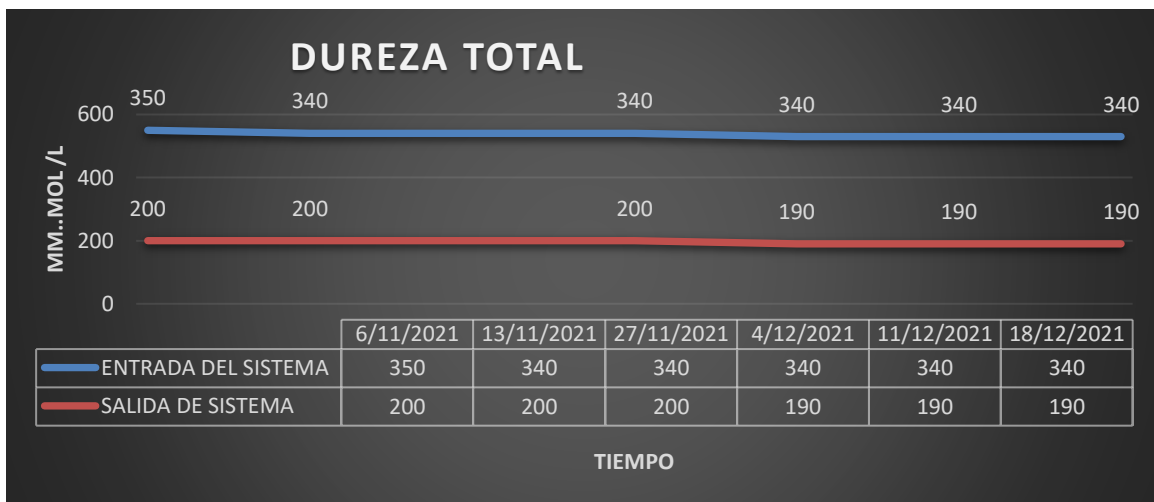 DUREZA TOTAL
350 340 340 340 340 340
600
MM..MOL/L
400
200 200 200 190 190 190
200
0
6/11/2021 13/11/2021 27/11/2021 4/12/2021 11/12/2021 18/12/2021
ENTRADA DEL SISTEMA 350 340 340 340 340 340
SALIDA DE SISTEMA 200 200 200 190 190 190
TIEMPO